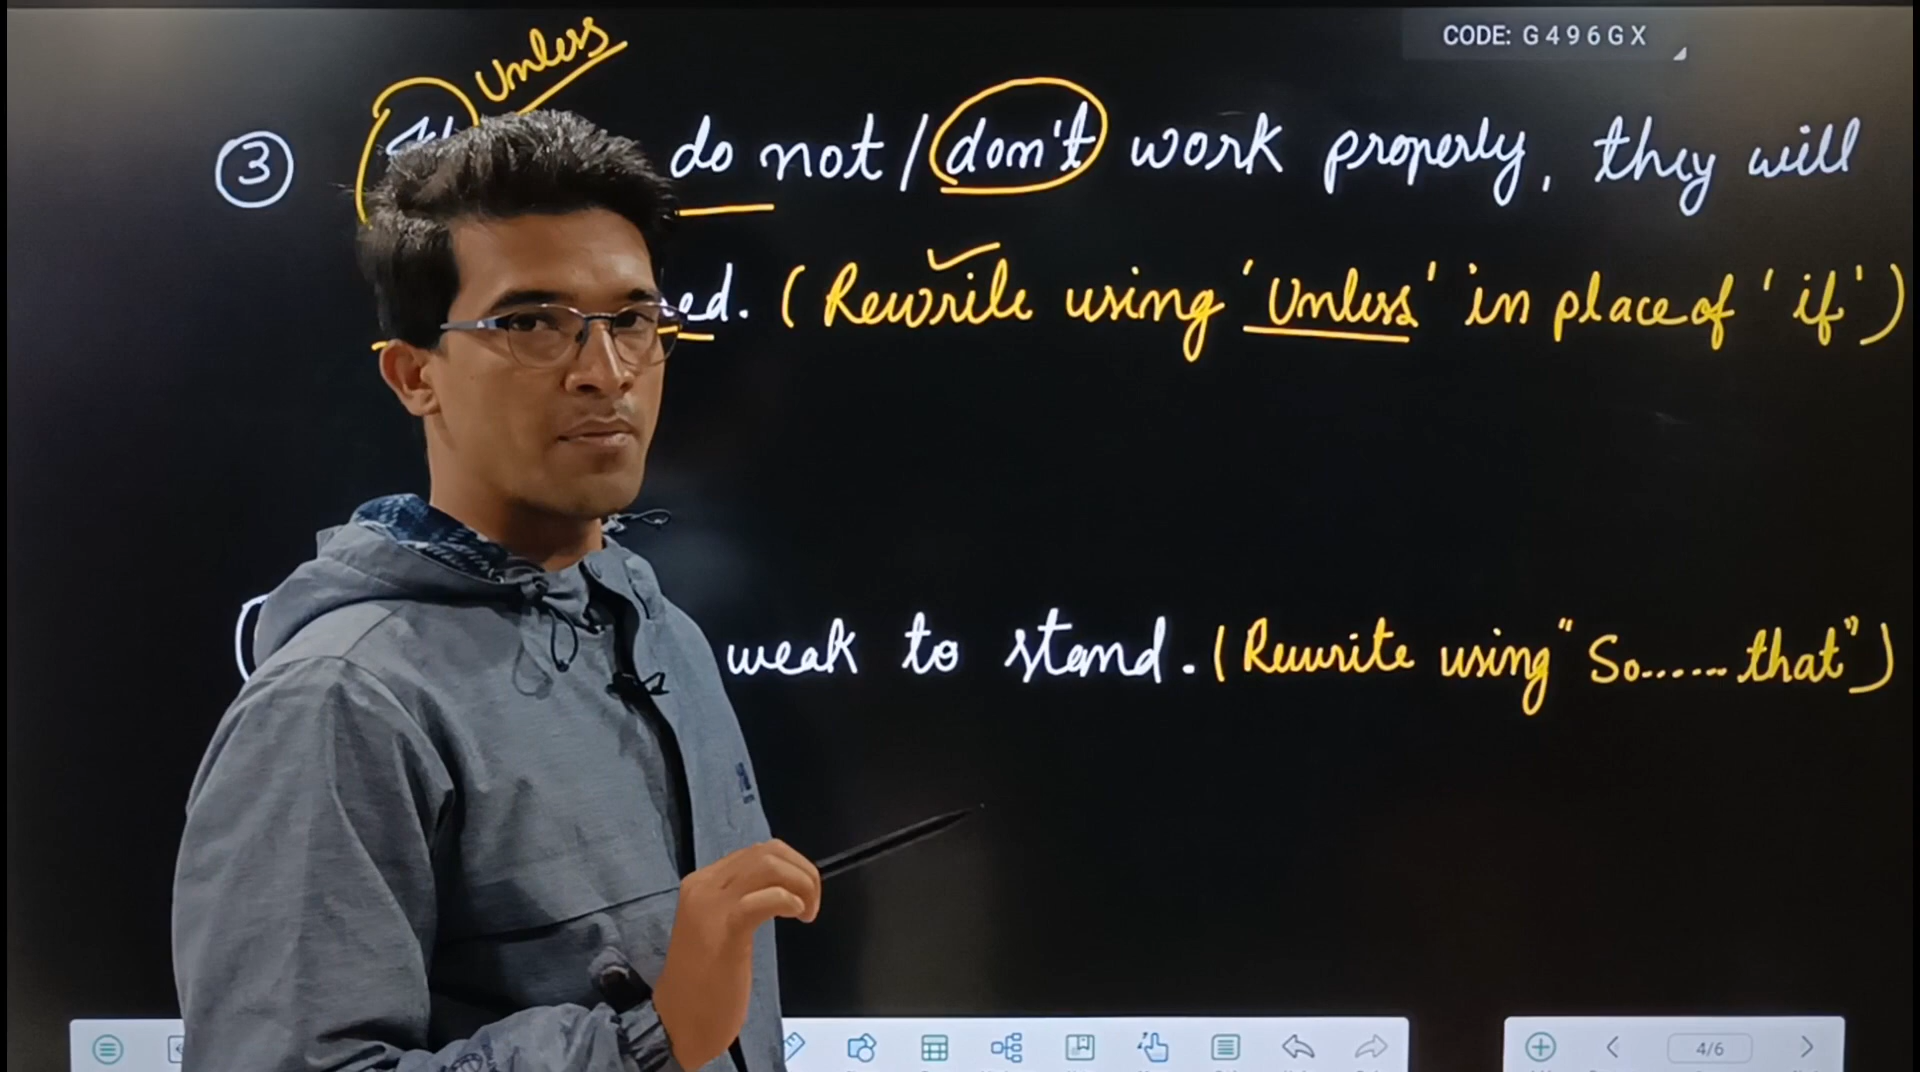 CODE: G496GX
Unless
③ do not / don't work properly, they will
ed. (Rewrite using 'Unless' in place of 'if')
weak to stand. (Rewrite using "So...... that")
4/6